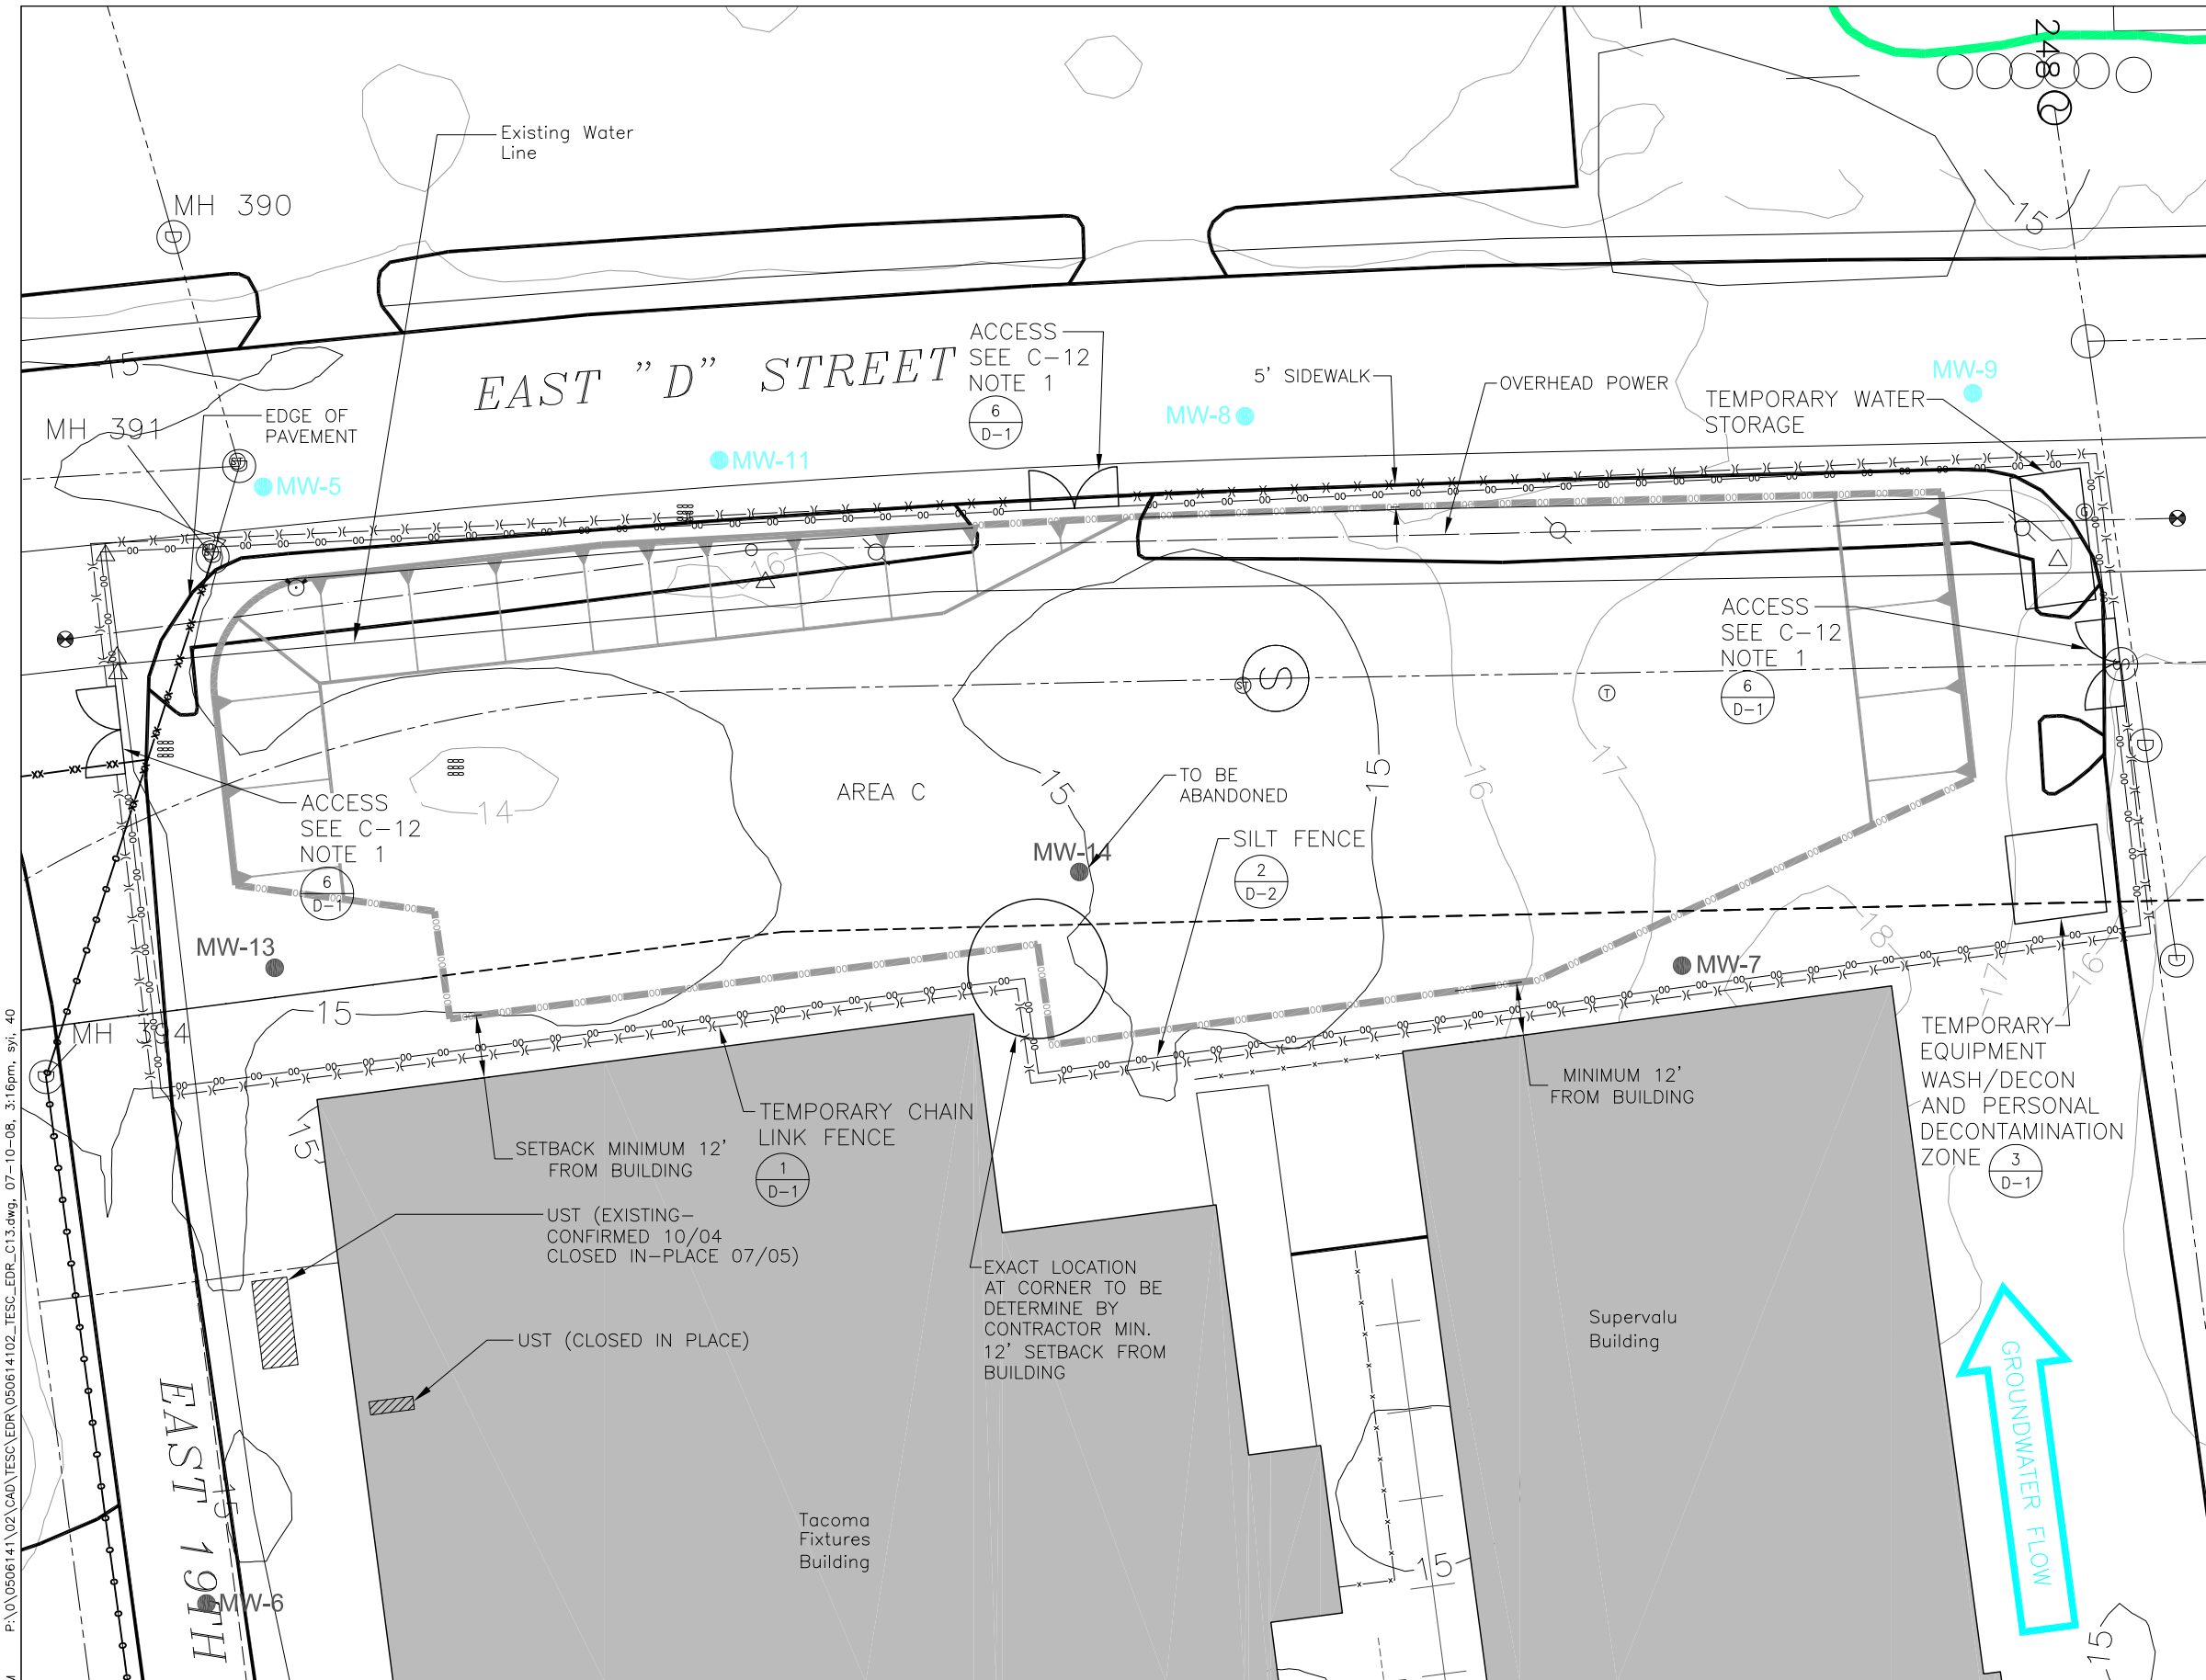 248
Existing Water
Line
MH 390
15
ACCESS
SEE C-12
NOTE 1
6
D-1
EAST "D" STREET
5' SIDEWALK
OVERHEAD POWER
MW-9
TEMPORARY WATER
STORAGE
MW-8
15
EDGE OF
PAVEMENT
MH 391
ST
MW-5
MW-11
D
16
G
ACCESS
SEE C-12
NOTE 1
6
D-1
S
ST
S
T
D
AREA C
15
TO BE
ABANDONED
15
16
17
14
ACCESS
SEE C-12
NOTE 1
6
D-1
MW-14
SILT FENCE
2
D-2
18
MW-13
MW-7
17
16
D
15
MH 394
D
TEMPORARY
EQUIPMENT
WASH/DECON
AND PERSONAL
DECONTAMINATION
ZONE
3
D-1
MINIMUM 12'
FROM BUILDING
15
SETBACK MINIMUM 12'
FROM BUILDING
TEMPORARY CHAIN
LINK FENCE
1
D-1
UST (EXISTING-
CONFIRMED 10/04
CLOSED IN-PLACE 07/05)
EXACT LOCATION
AT CORNER TO BE
DETERMINE BY
CONTRACTOR MIN.
12' SETBACK FROM
BUILDING
UST (CLOSED IN PLACE)
Supervalu
Building
GROUNDWATER FLOW
EAST 19TH
15
Tacoma
Fixtures
Building
15
MW-6
15
P:\0\0506141\02\CAD\TESC\EDR\050614102_TESC_EDR_C13.dwg, 07-10-08, 3:16pm, syi, 40